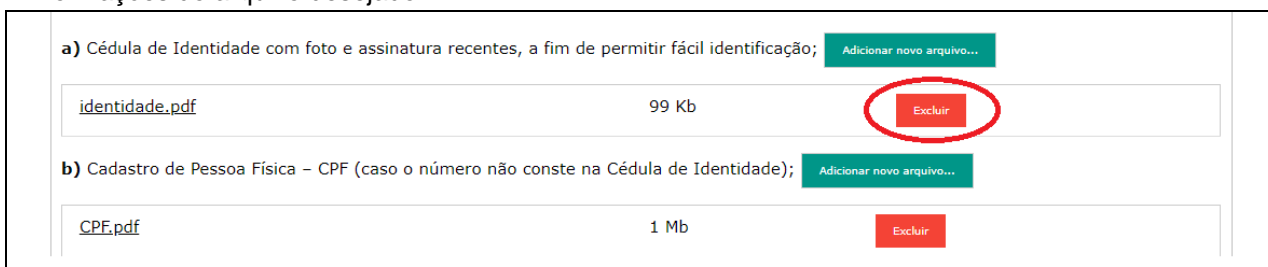 a) Cédula de Identidade com foto e assinatura recentes, a fim de permitir fácil identificação; Adicionar novo arquivo...
identidade.pdf 99 Kb Excluir
b) Cadastro de Pessoa Física – CPF (caso o número não conste na Cédula de Identidade); Adicionar novo arquivo...
CPF.pdf 1 Mb Excluir